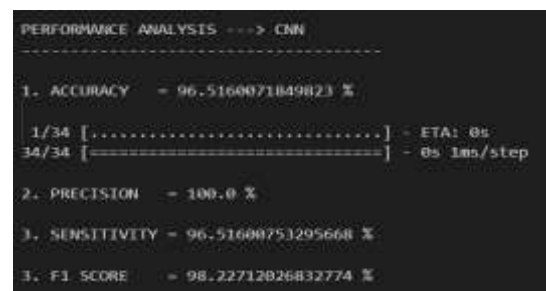 PERFORMANCE ANALYSIS ---> CNN
-------------------------------------
1. ACCURACY = 96.5160071849823 %
1/34 [..............................] - ETA: 0s
34/34 [==============================] - 0s 1ms/step
2. PRECISION = 100.0 %
3. SENSITIVITY = 96.51600753295668 %
3. F1 SCORE = 98.22712026832774 %